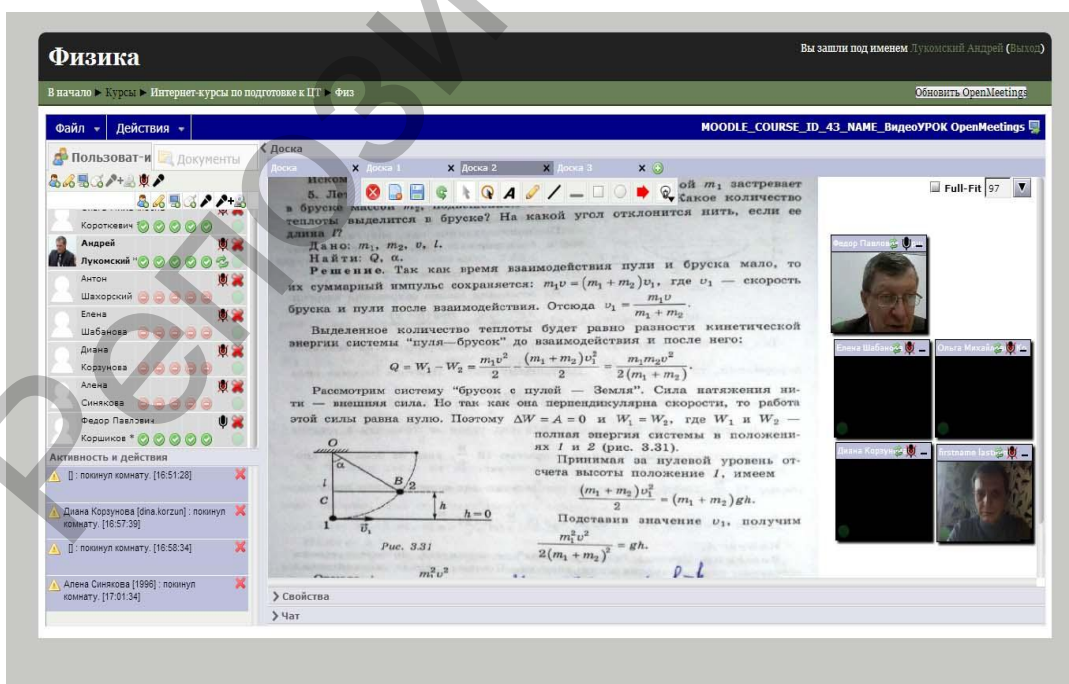 Физика
Вы зашли под именем Лукомский Андрей (Выход)
В начало ► Курсы ► Интернет-курсы по подготовке к ЦТ ► Физ
Обновить OpenMeetings
Файл Действия
MOODLE_COURSE_ID_43_NAME_ВидеоУРОК OpenMeetings
Пользоват-и Документы
Короткевич
Андрей
Лукомский
Антон
Шахорский
Елена
Шабанова
Диана
Корзунова
Алена
Синякова
Федор Павлович
Коршиков *
Активность и действия
[] : покинул комнату. [16:51:28]
Диана Корзунова [dina.korzun] : покинул
комнату. [16:57:39]
[] : покинул комнату. [16:58:34]
Алена Синякова [1996] : покинул
комнату. [17:01:34]
Доска
Доска x Доска 1 x Доска 2 x Доска 3 x
Full-Fit 97
5. Лет ой m₁ застревает
в бруске массой m₂, Какое количество
теплоты выделится в бруске? На какой угол отклонится нить, если ее
длина l?
Дано: m₁, m₂, υ, l.
Найти: Q, α.
Решение. Так как время взаимодействия пули и бруска мало, то
их суммарный импульс сохраняется: m₁υ = (m₁ + m₂)υ₁, где υ₁ — скорость
бруска и пули после взаимодействия. Отсюда υ₁ = m₁υ / (m₁ + m₂).
Выделенное количество теплоты будет равно разности кинетической
энергии системы "пуля—брусок" до взаимодействия и после него:
Q = W₁ - W₂ = m₁υ²/2 - (m₁ + m₂)υ₁²/2 = m₁m₂υ²/2(m₁ + m₂).
Рассмотрим систему "брусок с пулей — Земля". Сила натяжения ни-
ти — внешняя сила. Но так как она перпендикулярна скорости, то работа
этой силы равна нулю. Поэтому ΔW = A = 0 и W₁ = W₂, где W₁ и W₂ —
полная энергия системы в положени-
ях 1 и 2 (рис. 3.31).
Принимая за нулевой уровень от-
счета высоты положение 1, имеем
(m₁ + m₂)υ₁²/2 = (m₁ + m₂)gh.
Подставив значение υ₁, получим
m₁²υ²/2(m₁ + m₂)² = gh.
O
α
l
B
2
C
h
h=0
1
υ₁
Рис. 3.31
m₁²υ²
Федор Павлов
Елена Шабанов
Ольга Михайл
Диана Корзун
firstname last
Свойства
Чат